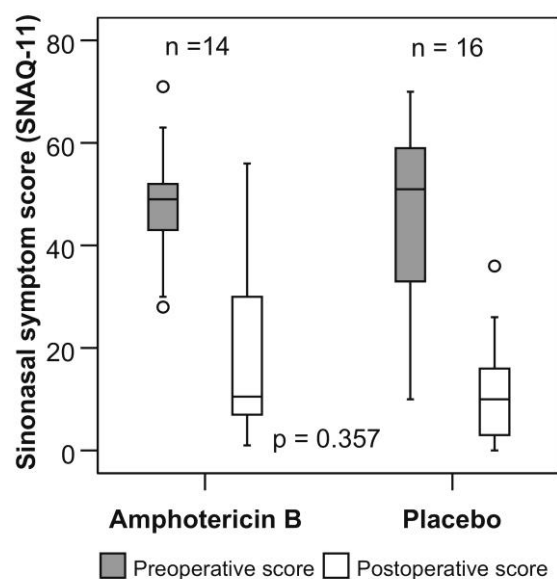 Sinonasal symptom score (SNAQ-11)
80
60
40
20
0
n =14
n = 16
p = 0.357
Amphotericin B
Placebo
Preoperative score
Postoperative score